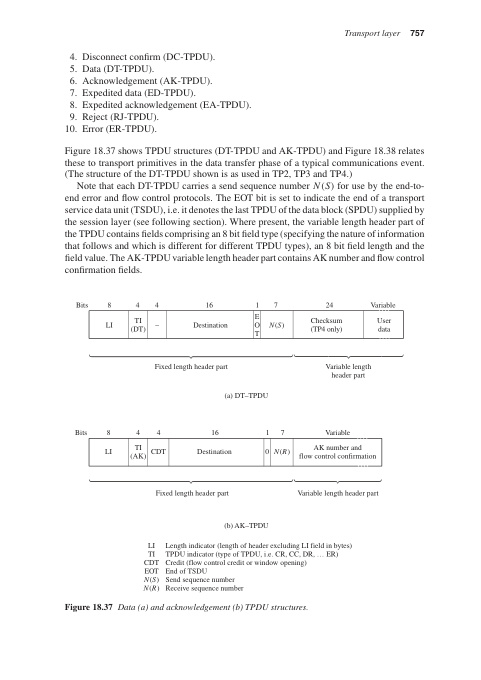 Transport layer 757
4. Disconnect confirm (DC-TPDU).
5. Data (DT-TPDU).
6. Acknowledgement (AK-TPDU).
7. Expedited data (ED-TPDU).
8. Expedited acknowledgement (EA-TPDU).
9. Reject (RJ-TPDU).
10. Error (ER-TPDU).
Figure 18.37 shows TPDU structures (DT-TPDU and AK-TPDU) and Figure 18.38 relates
these to transport primitives in the data transfer phase of a typical communications event.
(The structure of the DT-TPDU shown is as used in TP2, TP3 and TP4.)
Note that each DT-TPDU carries a send sequence number N(S) for use by the end-to-
end error and flow control protocols. The EOT bit is set to indicate the end of a transport
service data unit (TSDU), i.e. it denotes the last TPDU of the data block (SPDU) supplied by
the session layer (see following section). Where present, the variable length header part of
the TPDU contains fields comprising an 8 bit field type (specifying the nature of information
that follows and which is different for different TPDU types), an 8 bit field length and the
field value. The AK-TPDU variable length header part contains AK number and flow control
confirmation fields.
Bits 8 4 4 16 1 7 24 Variable
LI TI (DT) – Destination EOT N(S) Checksum (TP4 only) User data
Fixed length header part Variable length
header part
(a) DT–TPDU
Bits 8 4 4 16 1 7 Variable
LI TI (AK) CDT Destination 0 N(R) AK number and flow control confirmation
Fixed length header part Variable length header part
(b) AK–TPDU
LI Length indicator (length of header excluding LI field in bytes)
TI TPDU indicator (type of TPDU, i.e. CR, CC, DR, … ER)
CDT Credit (flow control credit or window opening)
EOT End of TSDU
N(S) Send sequence number
N(R) Receive sequence number
Figure 18.37 Data (a) and acknowledgement (b) TPDU structures.